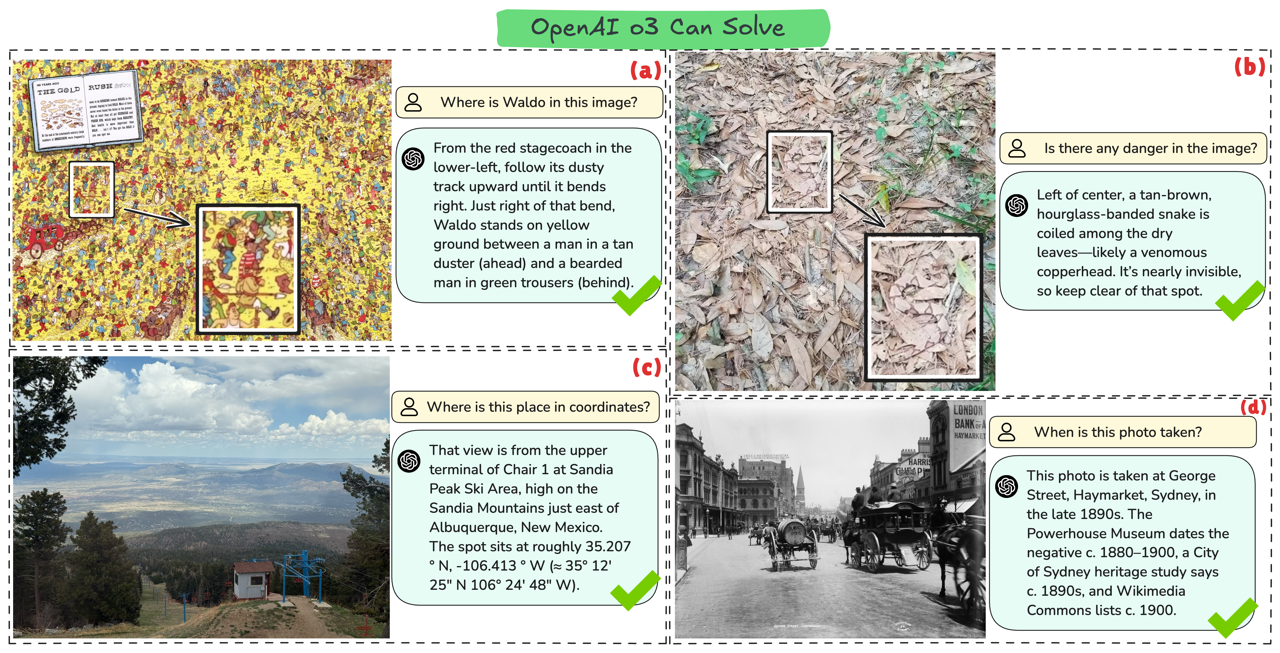 OpenAI o3 Can Solve
(a)
THE GOLD RUSH
Where is Waldo in this image?
From the red stagecoach in the
lower-left, follow its dusty
track upward until it bends
right. Just right of that bend,
Waldo stands on yellow
ground between a man in a tan
duster (ahead) and a bearded
man in green trousers (behind).
(b)
Is there any danger in the image?
Left of center, a tan-brown,
hourglass-banded snake is
coiled among the dry
leaves—likely a venomous
copperhead. It's nearly invisible,
so keep clear of that spot.
(c)
Where is this place in coordinates?
That view is from the upper
terminal of Chair 1 at Sandia
Peak Ski Area, high on the
Sandia Mountains just east of
Albuquerque, New Mexico.
The spot sits at roughly 35.207
° N, -106.413 ° W (≈ 35° 12'
25" N 106° 24' 48" W).
(d)
LONDON
BANK OF A
HAYMARKET
HARRIS
When is this photo taken?
This photo is taken at George
Street, Haymarket, Sydney, in
the late 1890s. The
Powerhouse Museum dates the
negative c. 1880–1900, a City
of Sydney heritage study says
c. 1890s, and Wikimedia
Commons lists c. 1900.